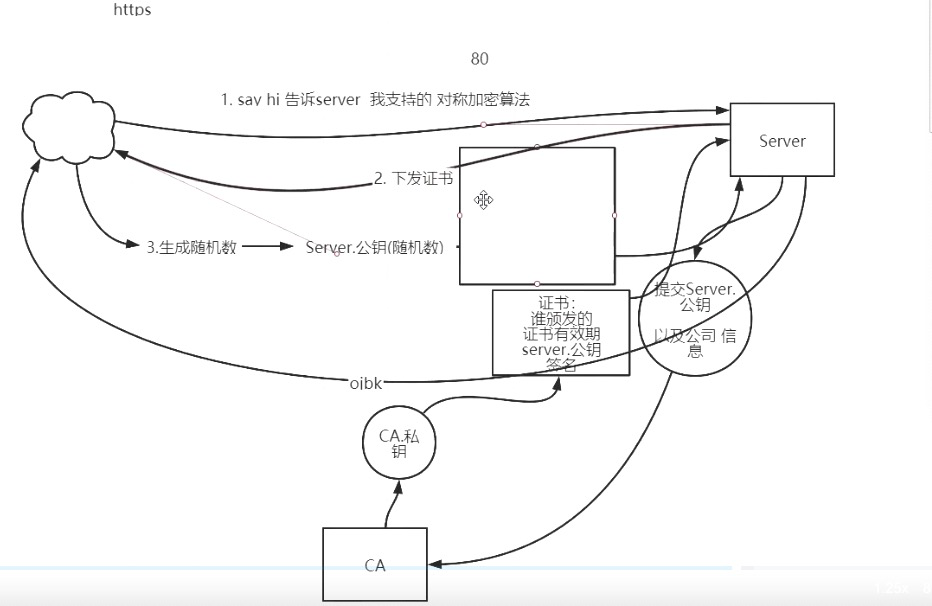 https
80
1. say hi 告诉server 我支持的 对称加密算法
Server
2. 下发证书
3.生成随机数
Server.公钥(随机数)
证书：
谁颁发的
证书有效期
server.公钥
签名
提交Server.
公钥
以及公司 信
息
oibk
CA.私
钥
CA
1.25X